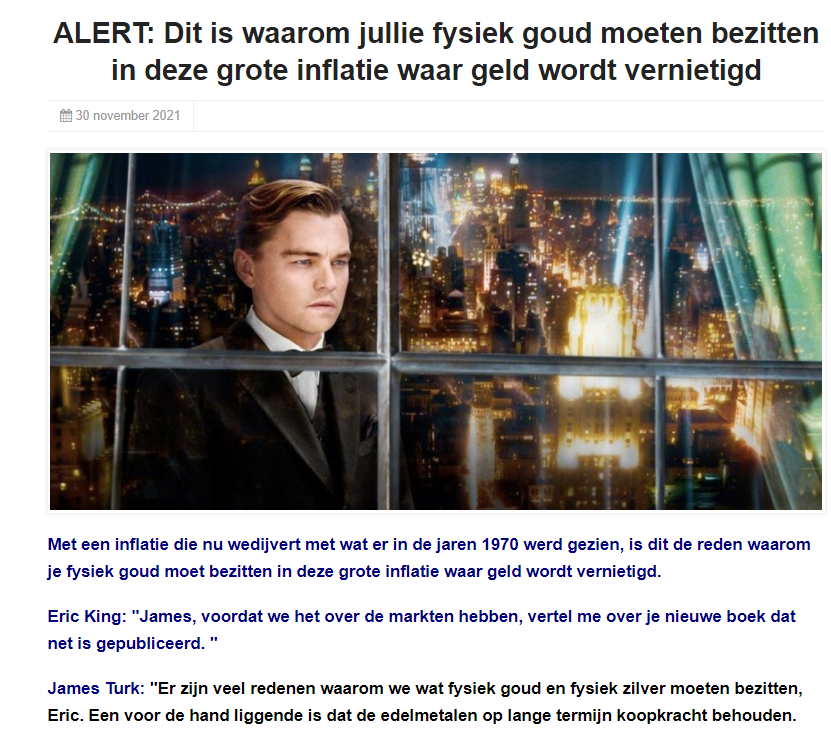 ALERT: Dit is waarom jullie fysiek goud moeten bezitten
in deze grote inflatie waar geld wordt vernietigd
30 november 2021
Met een inflatie die nu wedijvert met wat er in de jaren 1970 werd gezien, is dit de reden waarom
je fysiek goud moet bezitten in deze grote inflatie waar geld wordt vernietigd.
Eric King: "James, voordat we het over de markten hebben, vertel me over je nieuwe boek dat
net is gepubliceerd. "
James Turk: "Er zijn veel redenen waarom we wat fysiek goud en fysiek zilver moeten bezitten,
Eric. Een voor de hand liggende is dat de edelmetalen op lange termijn koopkracht behouden.